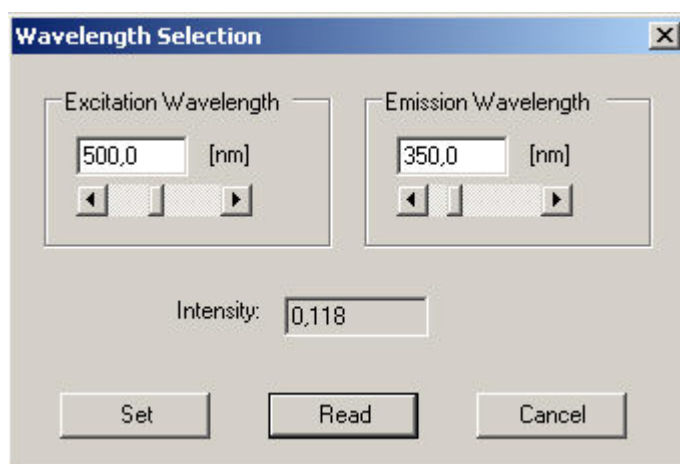 Wavelength Selection
Excitation Wavelength
500,0 [nm]
Emission Wavelength
350,0 [nm]
Intensity: 0,118
Set Read Cancel